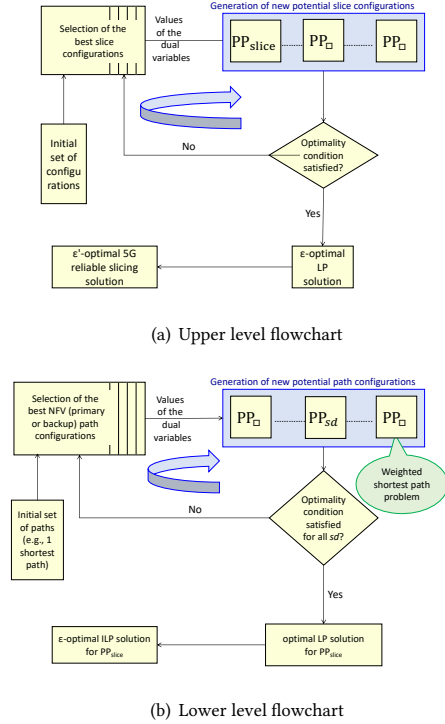 Generation of new potential slice configurations
Selection of the
best slice
configurations
Values
of the
dual
variables
PPslice
PP□
PP□
No
Optimality
condition
satisfied?
Initial
set of
configu
rations
Yes
ε'-optimal 5G
reliable slicing
solution
ε-optimal
LP
solution
(a) Upper level flowchart
Generation of new potential path configurations
Selection of the
best NFV (primary
or backup) path
configurations
Values
of the
dual
variables
PP□
PPsd
PP□
Weighted
shortest path
problem
No
Optimality
condition
satisfied
for all sd?
Initial set
of paths
(e.g., 1
shortest
path)
Yes
ε-optimal ILP solution
for PPslice
optimal LP solution
for PPslice
(b) Lower level flowchart